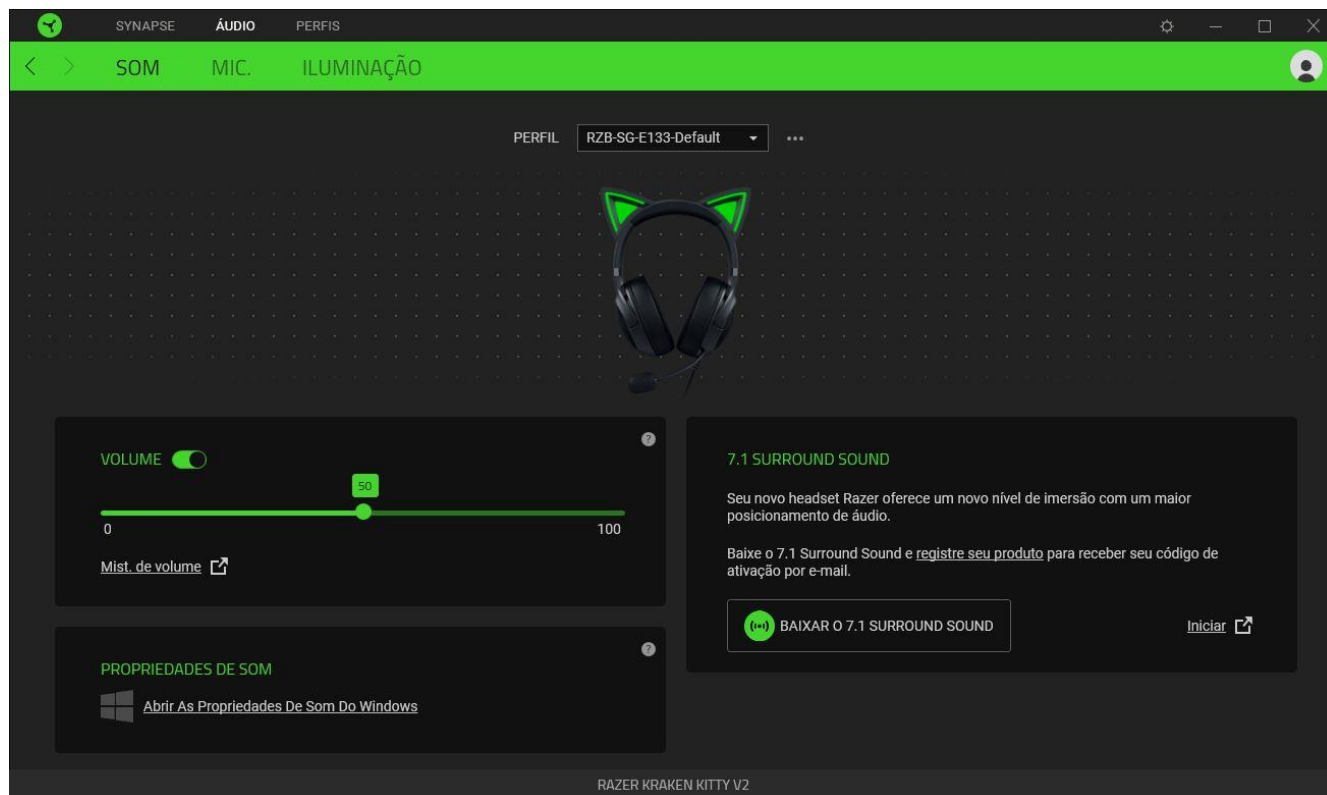 SYNAPSE ÁUDIO PERFIS
SOM MIC. ILUMINAÇÃO
PERFIL RZB-SG-E133-Default
VOLUME
50
0 100
Mist. de volume
PROPRIEDADES DE SOM
Abrir As Propriedades De Som Do Windows
7.1 SURROUND SOUND
Seu novo headset Razer oferece um novo nível de imersão com um maior
posicionamento de áudio.
Baixe o 7.1 Surround Sound e registre seu produto para receber seu código de
ativação por e-mail.
BAIXAR O 7.1 SURROUND SOUND Iniciar
RAZER KRAKEN KITTY V2